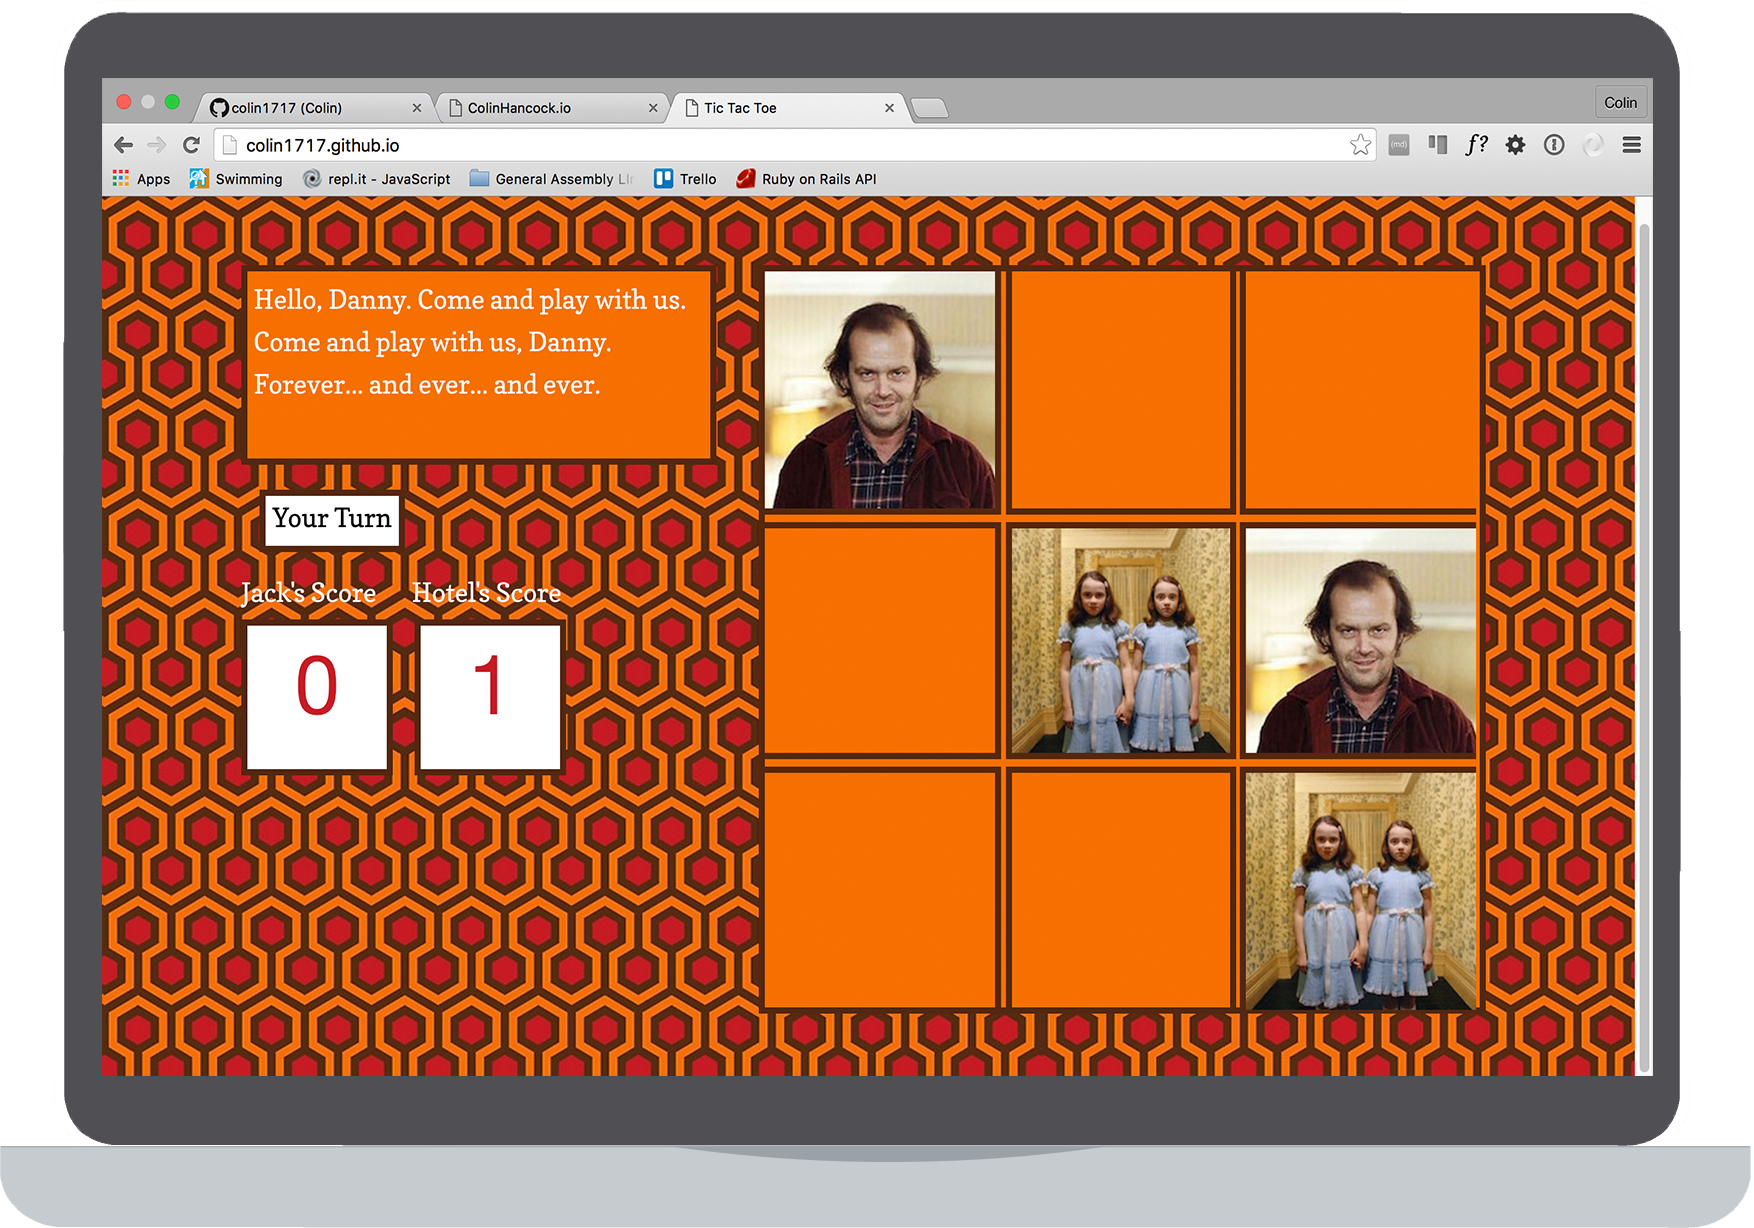 colin1717 (Colin)
ColinHancock.io
Tic Tac Toe
Colin
colin1717.github.io
(md)
f?
Apps
Swimming
repl.it - JavaScript
General Assembly
Trello
Ruby on Rails API
Hello, Danny. Come and play with us.
Come and play with us, Danny.
Forever... and ever... and ever.
Your Turn
Jack's Score Hotel's Score
0 1